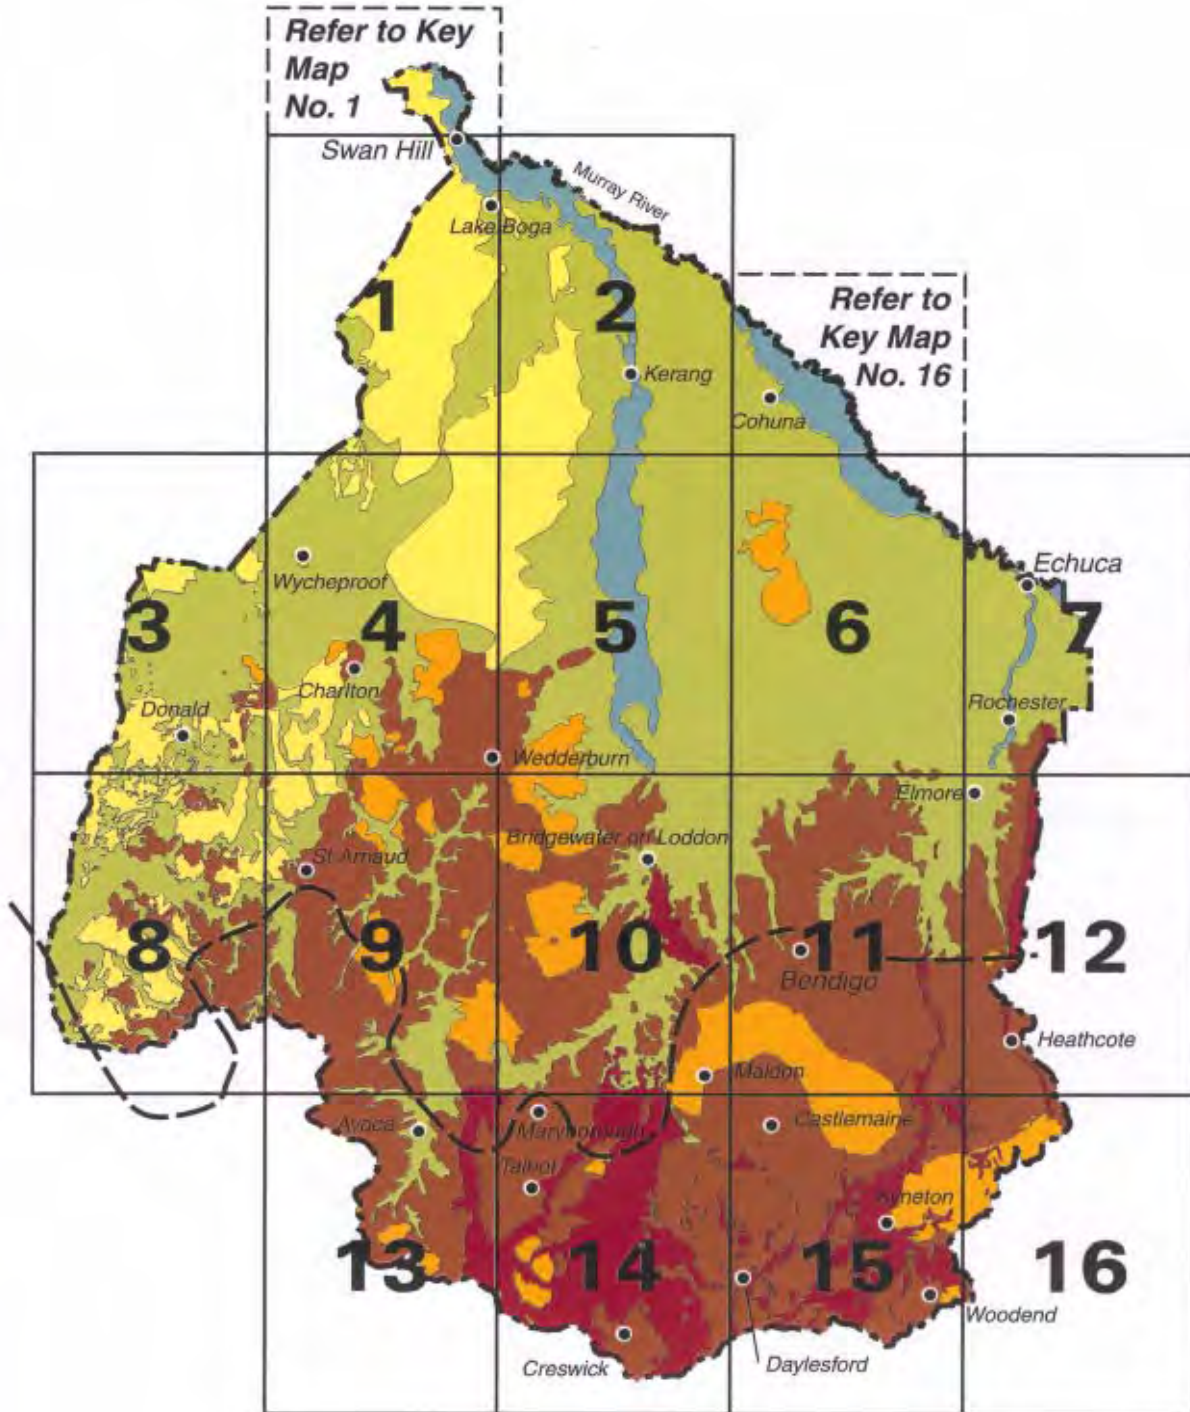 Refer to Key
Map
No. 1
Swan Hill
Murray River
Lake Boga
1
2
Refer to
Key Map
No. 16
Kerang
Cohuna
Wycheproof
Echuca
3
4
5
6
7
Charlton
Donald
Rochester
Wedderburn
Elmore
Bridgewater on Loddon
St Arnaud
8
9
10
11
12
Bendigo
Heathcote
Maldon
Avoca
Maryborough
Castlemaine
Talbot
Kyneton
13
14
15
16
Woodend
Creswick
Daylesford